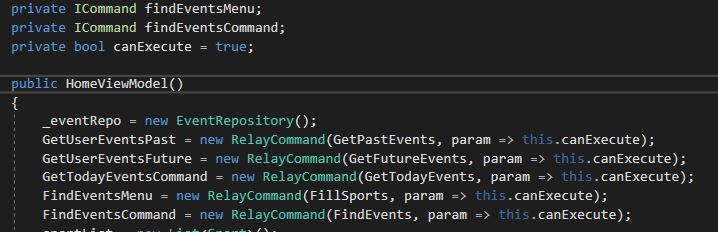 private ICommand findEventsMenu;
private ICommand findEventsCommand;
private bool canExecute = true;
public HomeViewModel()
{
_eventRepo = new EventRepository();
GetUserEventsPast = new RelayCommand(GetPastEvents, param => this.canExecute);
GetUserEventsFuture = new RelayCommand(GetFutureEvents, param => this.canExecute);
GetTodayEventsCommand = new RelayCommand(GetTodayEvents, param => this.canExecute);
FindEventsMenu = new RelayCommand(FillSports, param => this.canExecute);
FindEventsCommand = new RelayCommand(FindEvents, param => this.canExecute);